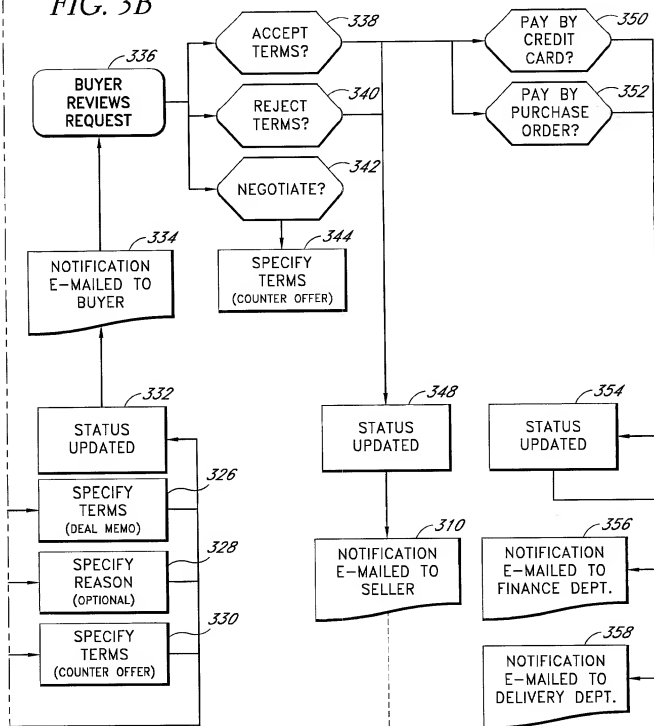 FIG. 3B
336
BUYER
REVIEWS
REQUEST
338
ACCEPT
TERMS?
340
REJECT
TERMS?
342
NEGOTIATE?
344
SPECIFY
TERMS
(COUNTER OFFER)
350
PAY BY
CREDIT
CARD?
352
PAY BY
PURCHASE
ORDER?
334
NOTIFICATION
E-MAILED TO
BUYER
332
STATUS
UPDATED
326
SPECIFY
TERMS
(DEAL MEMO)
328
SPECIFY
REASON
(OPTIONAL)
330
SPECIFY
TERMS
(COUNTER OFFER)
348
STATUS
UPDATED
310
NOTIFICATION
E-MAILED TO
SELLER
354
STATUS
UPDATED
356
NOTIFICATION
E-MAILED TO
FINANCE DEPT.
358
NOTIFICATION
E-MAILED TO
DELIVERY DEPT.